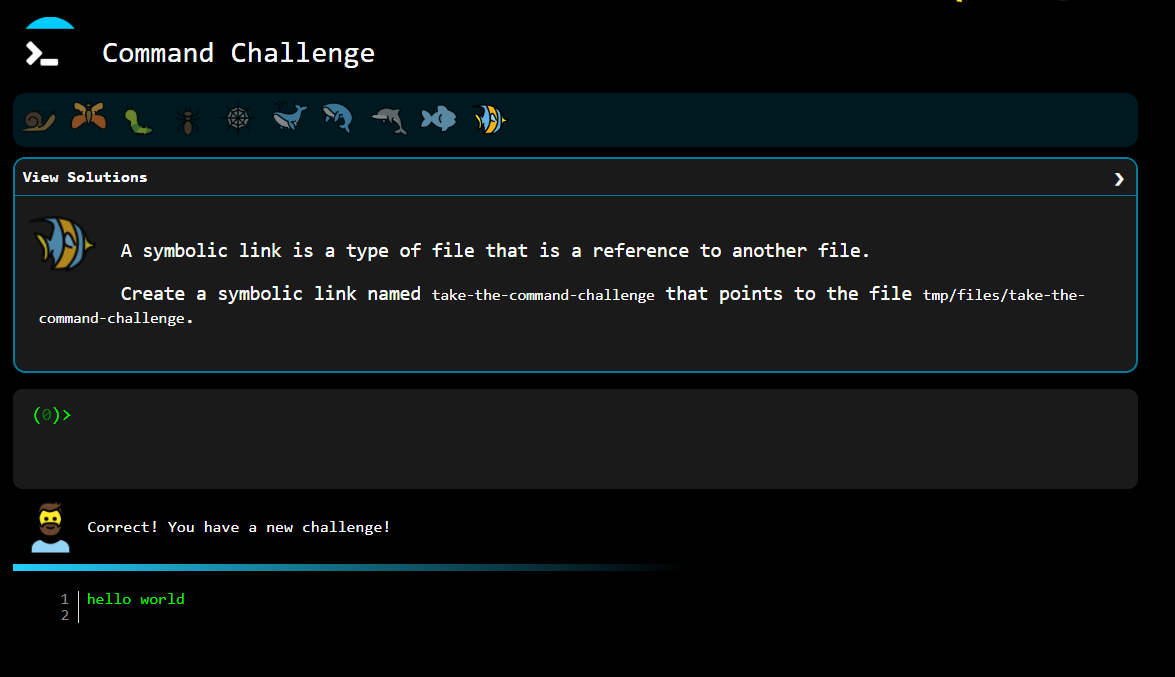 Command Challenge
View Solutions
A symbolic link is a type of file that is a reference to another file.
Create a symbolic link named take-the-command-challenge that points to the file tmp/files/take-the-
command-challenge.
(0)>
Correct! You have a new challenge!
1 hello world
2